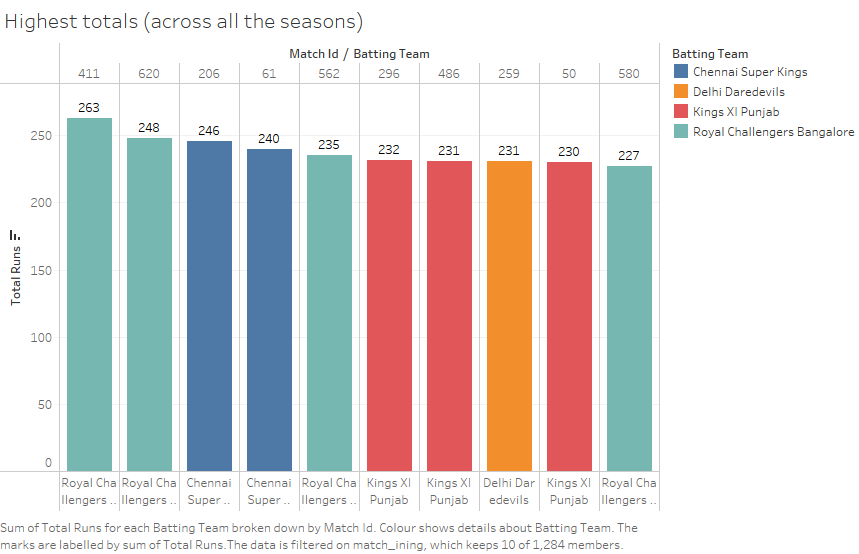 Highest totals (across all the seasons)
Match Id / Batting Team
411 620 206 61 562 296 486 259 50 580
263 248 246 240 235 232 231 231 230 227
250
200
150
100
50
0
Total Runs
Royal Cha Royal Cha Chennai Chennai Royal Cha Kings XI Kings XI Delhi Dar Kings XI Royal Cha
llengers .. llengers .. Super .. Super .. llengers .. Punjab Punjab edevils Punjab llengers ..
Batting Team
Chennai Super Kings
Delhi Daredevils
Kings XI Punjab
Royal Challengers Bangalore
Sum of Total Runs for each Batting Team broken down by Match Id. Colour shows details about Batting Team. The
marks are labelled by sum of Total Runs.The data is filtered on match_ining, which keeps 10 of 1,284 members.